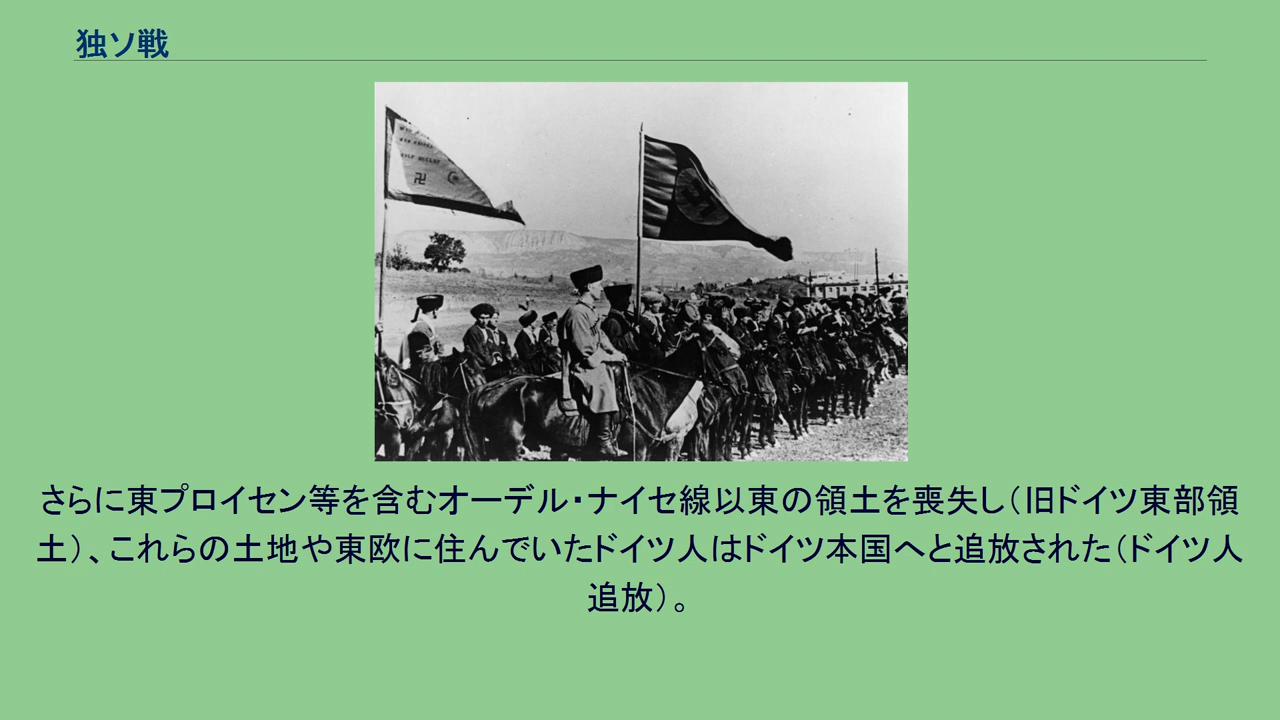 独ソ戦
さらに東プロイセン等を含むオーデル・ナイセ線以東の領土を喪失し（旧ドイツ東部領
土）、これらの土地や東欧に住んでいたドイツ人はドイツ本国へと追放された（ドイツ人
追放）。